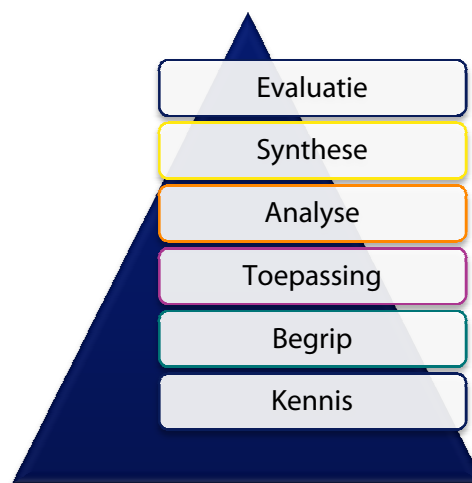 Evaluatie
Synthese
Analyse
Toepassing
Begrip
Kennis